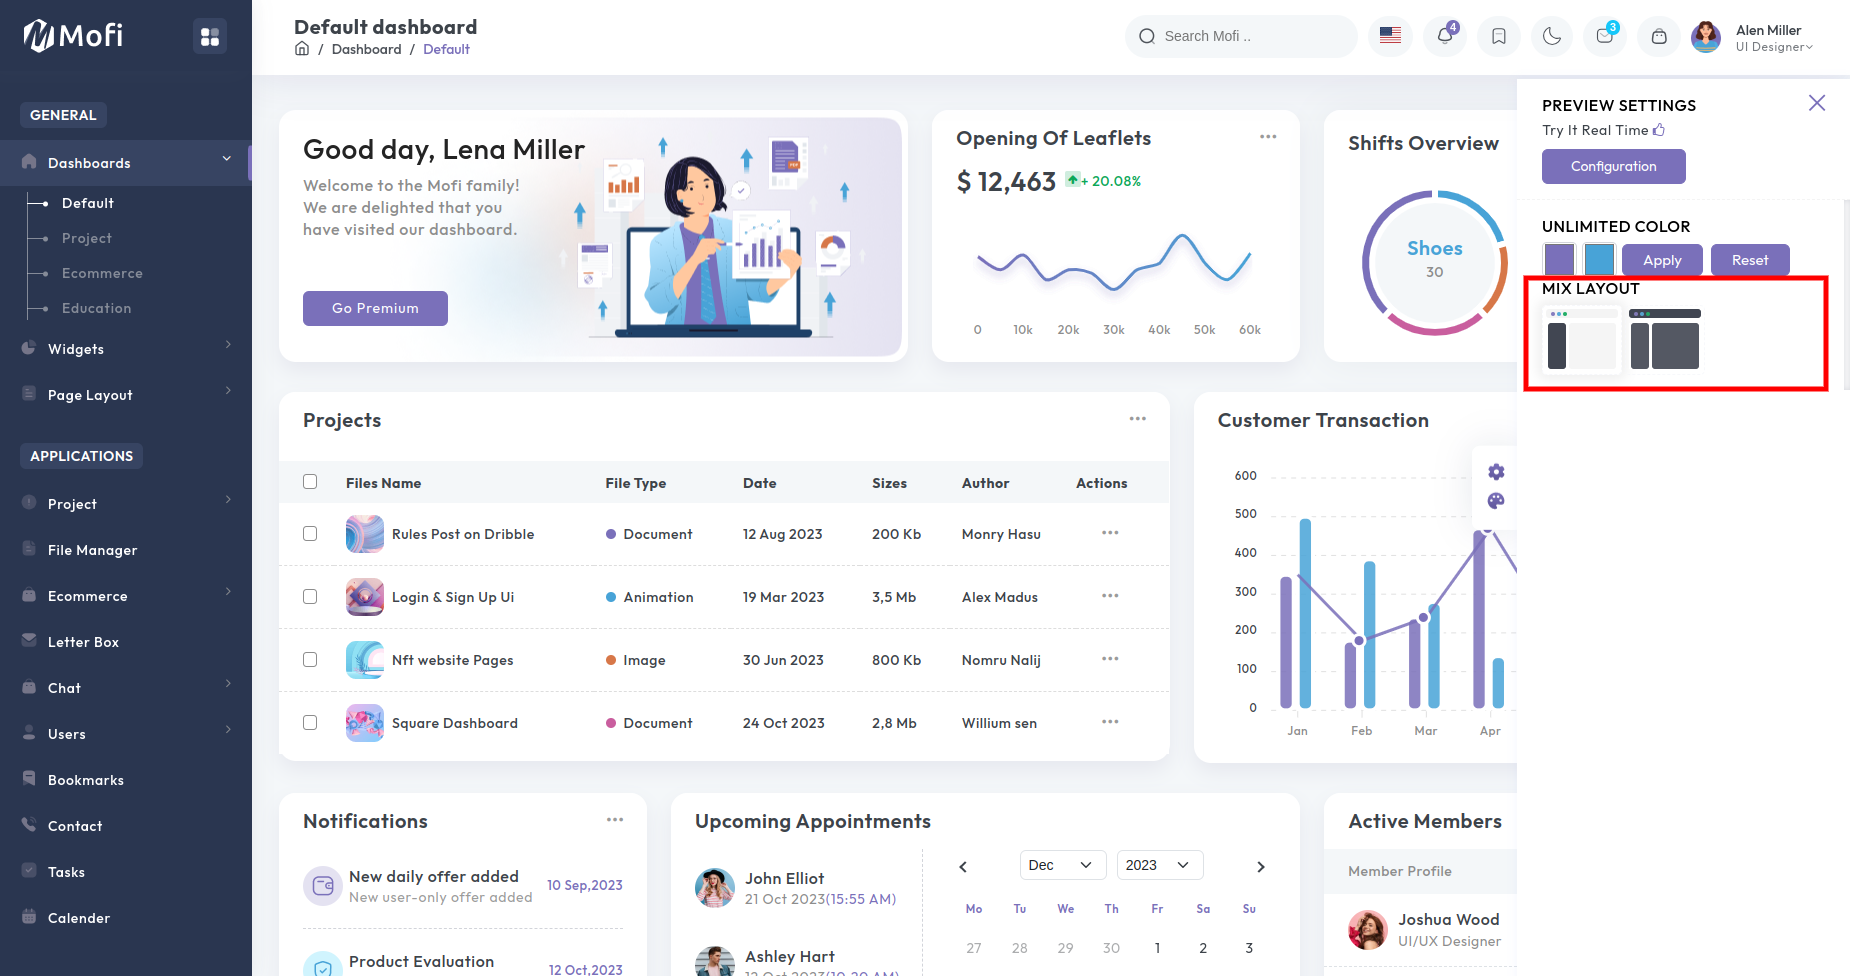 Mofi
GENERAL
Dashboards
Default
Project
Ecommerce
Education
Widgets
Page Layout
APPLICATIONS
Project
File Manager
Ecommerce
Letter Box
Chat
Users
Bookmarks
Contact
Tasks
Calender
Default dashboard
/ Dashboard / Default
Search Mofi ..
4
3
Alen Miller
UI Designer
Good day, Lena Miller
Welcome to the Mofi family!
We are delighted that you
have visited our dashboard.
Go Premium
PDF
Opening Of Leaflets
$ 12,463 + 20.08%
0 10k 20k 30k 40k 50k 60k
Shifts Overview
Shoes
30
PREVIEW SETTINGS
Try It Real Time
Configuration
UNLIMITED COLOR
Apply Reset
MIX LAYOUT
Projects
Files Name File Type Date Sizes Author Actions
Rules Post on Dribble Document 12 Aug 2023 200 Kb Monry Hasu
Login & Sign Up Ui Animation 19 Mar 2023 3,5 Mb Alex Madus
Nft website Pages Image 30 Jun 2023 800 Kb Nomru Nalij
Square Dashboard Document 24 Oct 2023 2,8 Mb Willium sen
Customer Transaction
600
500
400
300
200
100
0
Jan Feb Mar Apr
Notifications
New daily offer added
New user-only offer added
10 Sep,2023
Product Evaluation
12 Oct,2023
Upcoming Appointments
John Elliot
21 Oct 2023(15:55 AM)
Ashley Hart
12 Oct 2023(10:20 AM)
Dec 2023
Mo Tu We Th Fr Sa Su
27 28 29 30 1 2 3
Active Members
Member Profile
Joshua Wood
UI/UX Designer